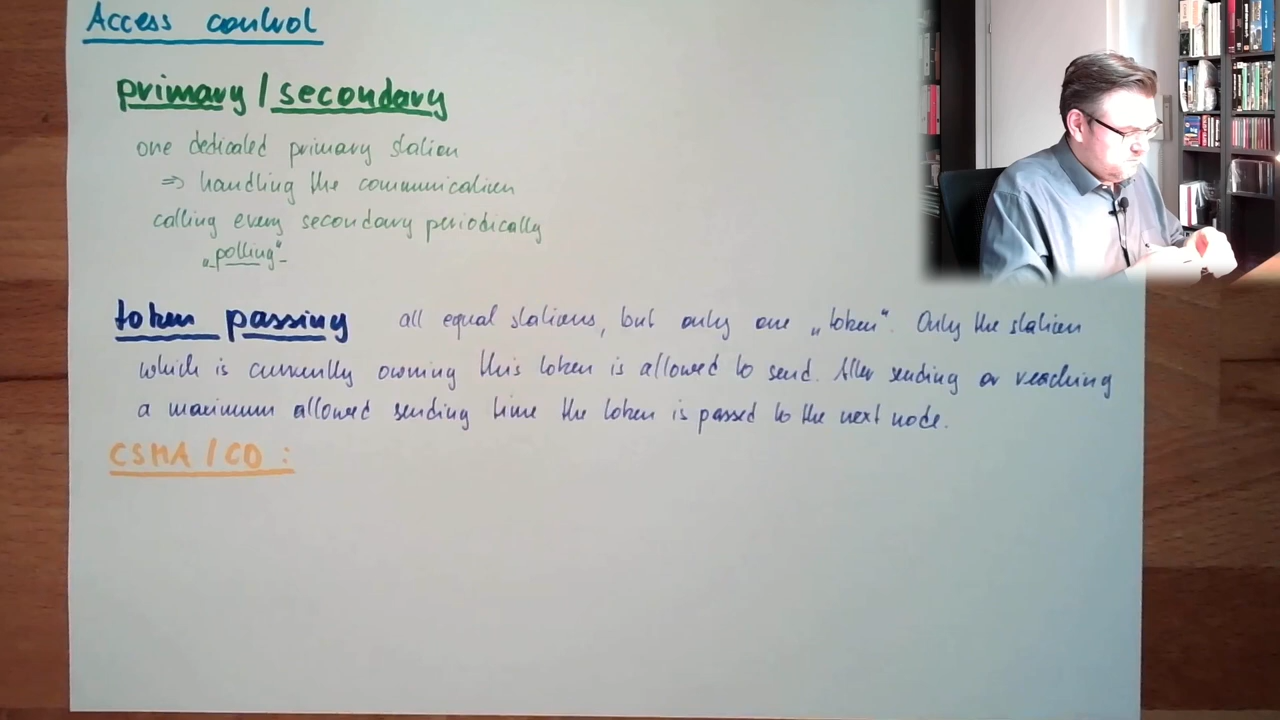 Access control
primary / secondary
one dedicated primary station
⇒ handling the communication
calling every secondary periodically
„polling“
token passing all equal stations, but only one „token“. Only the station
which is currently owning this token is allowed to send. After sending or reaching
a maximum allowed sending time the token is passed to the next node.
CSMA / CD :